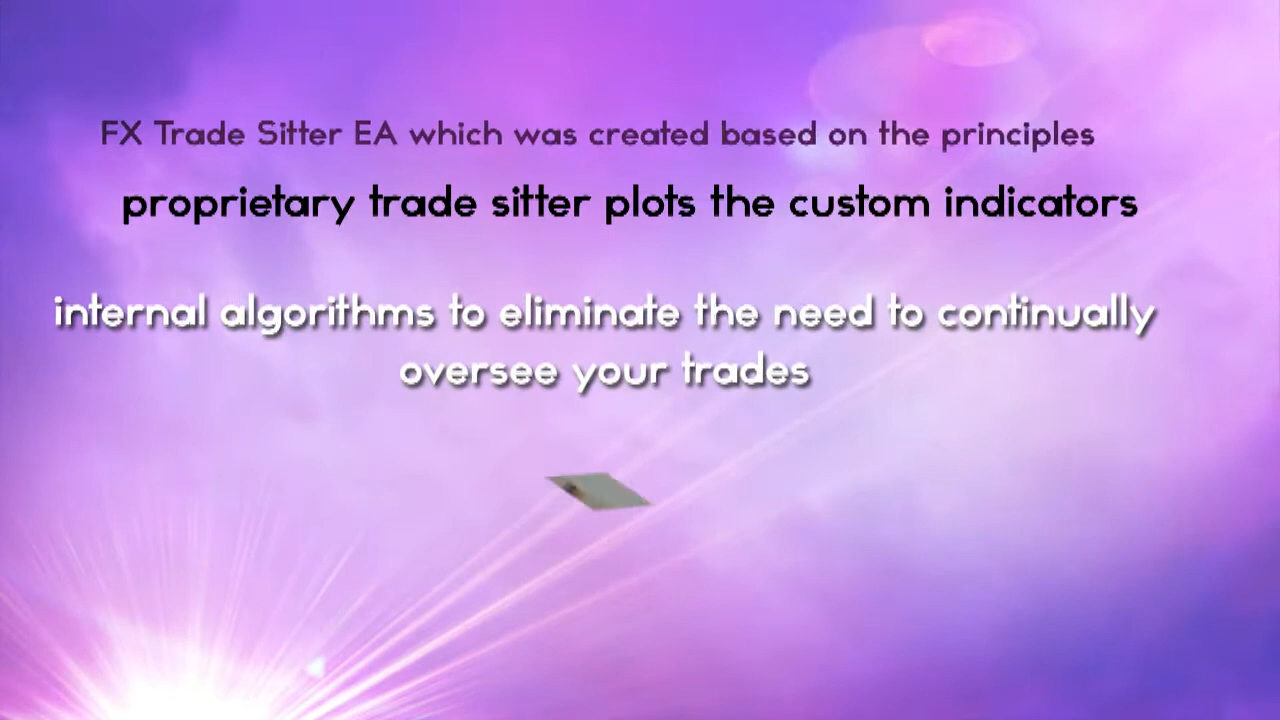 FX Trade Sitter EA which was created based on the principles
proprietary trade sitter plots the custom indicators
internal algorithms to eliminate the need to continually
oversee your trades